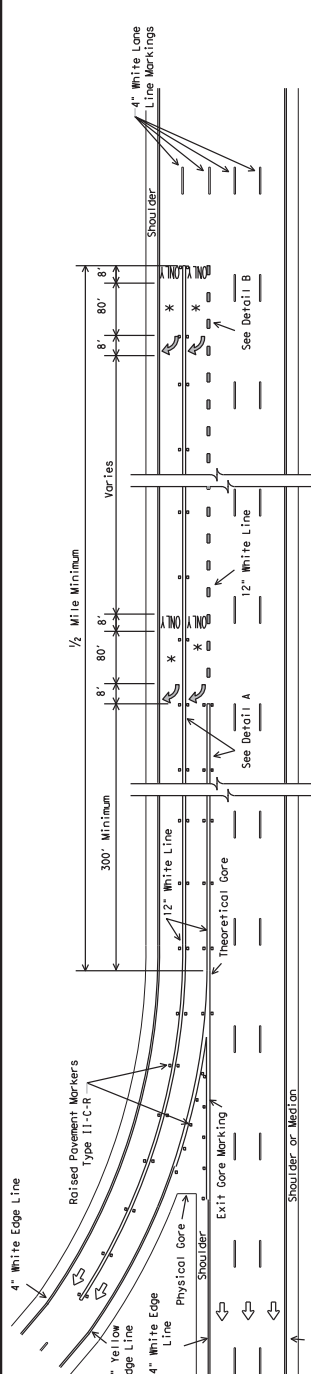 4" White Lane
Line Markings
Shoulder
8'
80'
8'
Varies
8'
80'
8'
½ Mile Minimum
300' Minimum
ONLY
ONLY
*
*
See Detail B
12" White Line
ONLY
ONLY
*
*
See Detail A
12" White Line
Theoretical Gore
Raised Pavement Markers
Type II-C-R
4" White Edge Line
Exit Gore Marking
Physical Gore
Shoulder
Shoulder or Median
" Yellow
dge Line
4" White Edge
Line